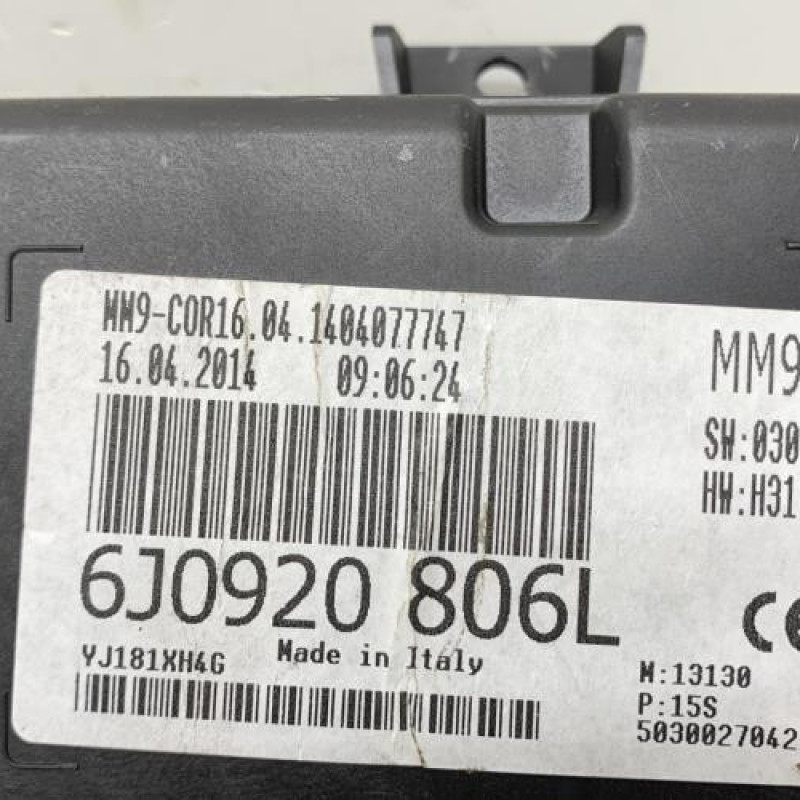 MM9-COR16.04.1404077747
16.04.2014 09:06:24
MM9
SW:030
HW:H31
6J0920 806L
CE
YJ181XH4G Made in Italy
M:13130
P:15S
5030027042